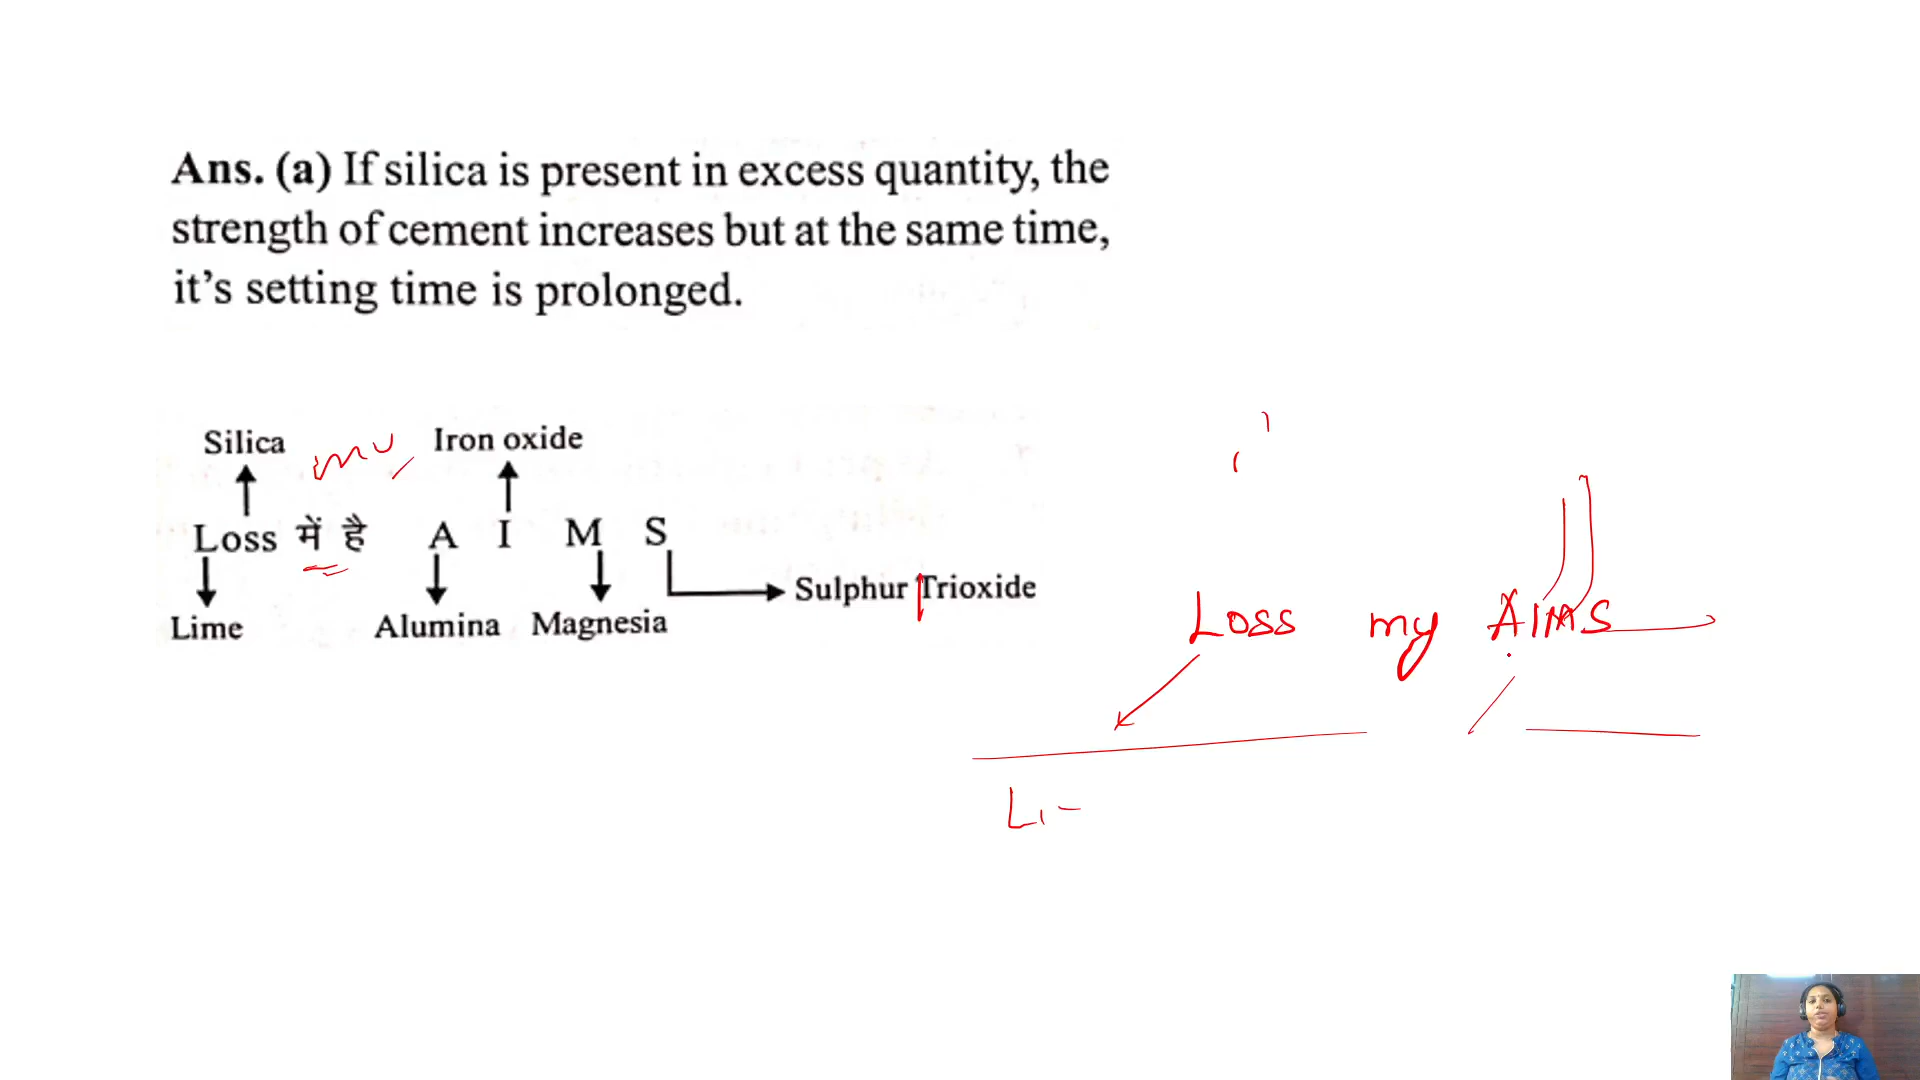 Ans. (a) If silica is present in excess quantity, the
strength of cement increases but at the same time,
it's setting time is prolonged.
Silica
Iron oxide
Loss में है A I M S
Sulphur Trioxide
Lime
Alumina
Magnesia
Loss my AIMS